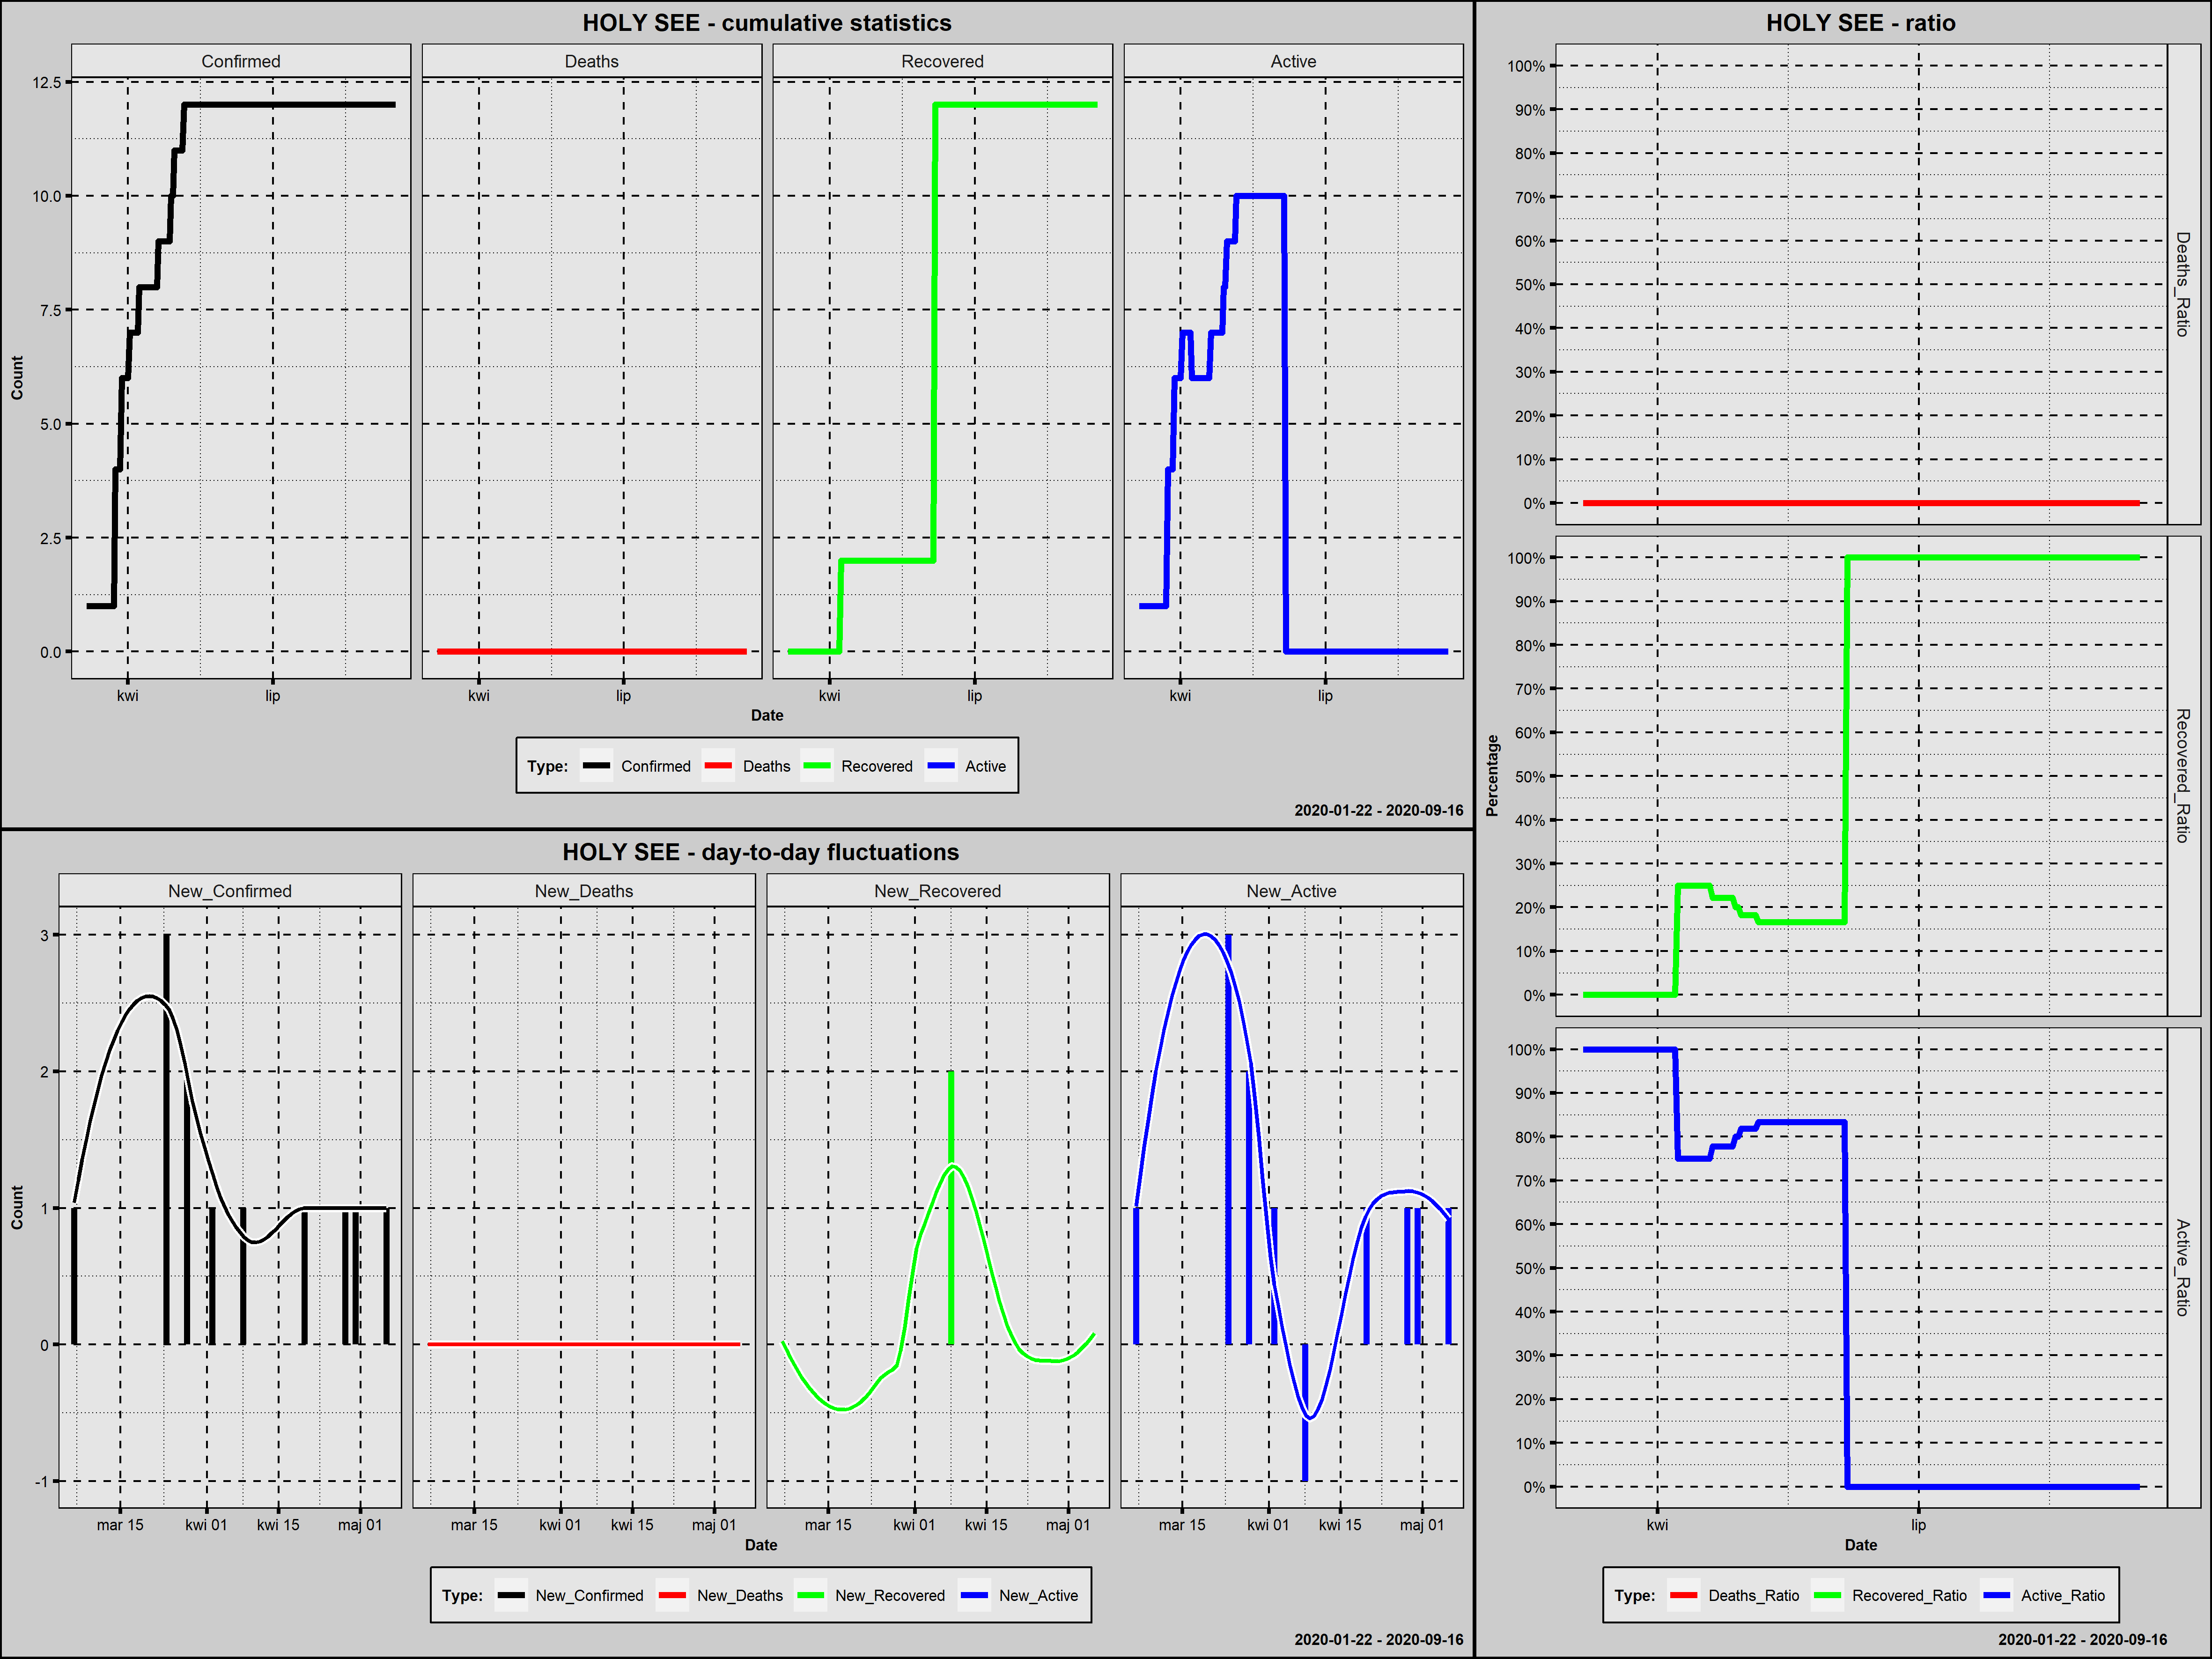 HOLY SEE - cumulative statistics
Confirmed Deaths Recovered Active
12.5
10.0
7.5
5.0
2.5
0.0
Count
kwi lip kwi lip kwi lip kwi lip
Date
Type: Confirmed Deaths Recovered Active
2020-01-22 - 2020-09-16
HOLY SEE - day-to-day fluctuations
New_Confirmed New_Deaths New_Recovered New_Active
3
2
1
0
-1
Count
mar 15 kwi 01 kwi 15 maj 01 mar 15 kwi 01 kwi 15 maj 01 mar 15 kwi 01 kwi 15 maj 01 mar 15 kwi 01 kwi 15 maj 01
Date
Type: New_Confirmed New_Deaths New_Recovered New_Active
2020-01-22 - 2020-09-16
HOLY SEE - ratio
100%
90%
80%
70%
60%
50%
40%
30%
20%
10%
0%
Deaths_Ratio
100%
90%
80%
70%
60%
50%
40%
30%
20%
10%
0%
Recovered_Ratio
100%
90%
80%
70%
60%
50%
40%
30%
20%
10%
0%
Active_Ratio
Percentage
kwi lip
Date
Type: Deaths_Ratio Recovered_Ratio Active_Ratio
2020-01-22 - 2020-09-16